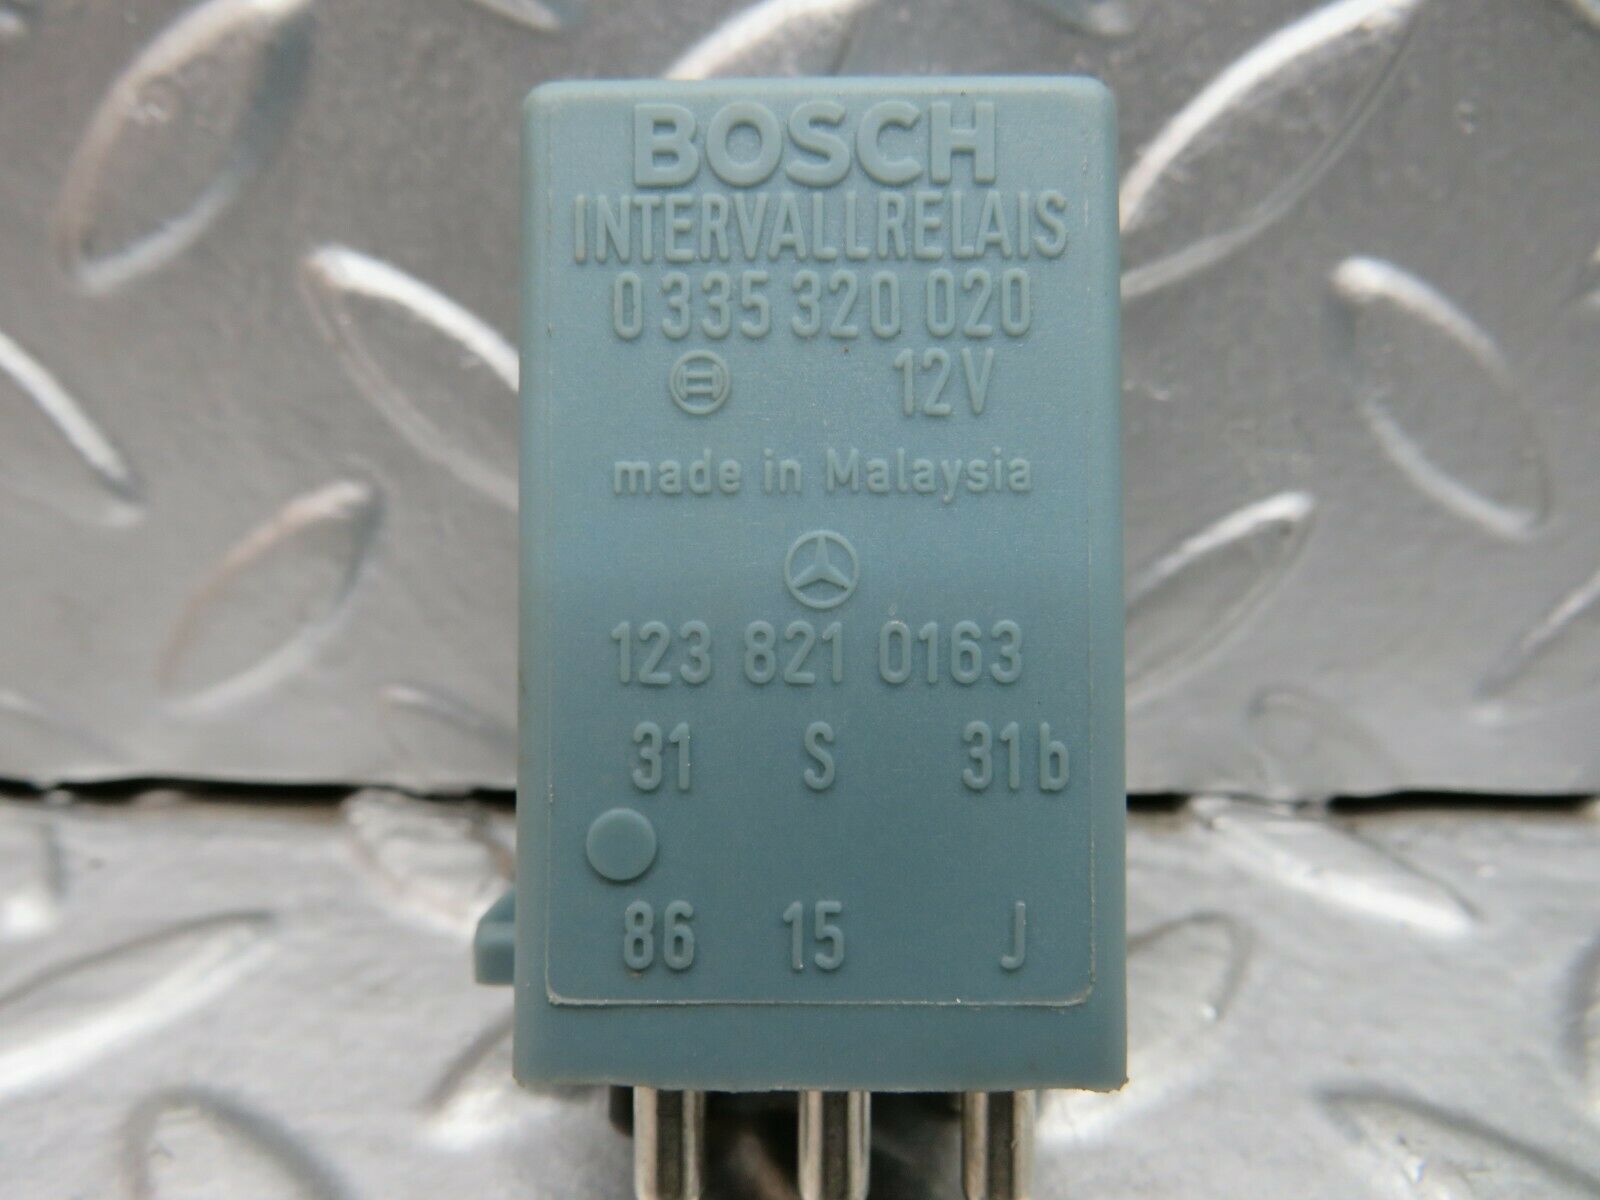 BOSCH
INTERVALLRELAIS
0 335 320 020
12V
made in Malaysia
123 821 0163
31 S 31b
86 15 J